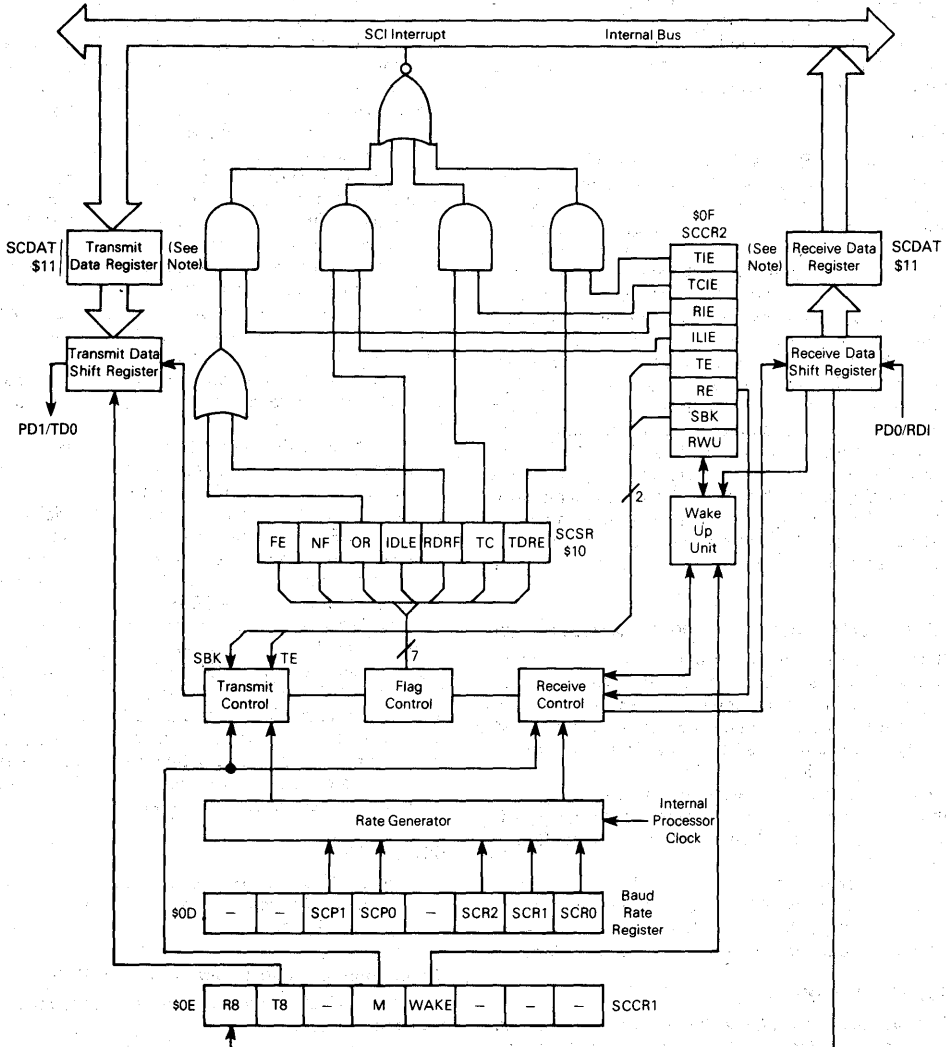 SCI Interrupt
Internal Bus
$0F
SCCR2
SCDAT
$11
Transmit
Data Register
(See
Note)
TIE
TCIE
RIE
ILIE
TE
RE
SBK
RWU
(See
Note)
Receive Data
Register
SCDAT
$11
Transmit Data
Shift Register
Receive Data
Shift Register
PD1/TD0
PD0/RDI
2
Wake
Up
Unit
FE
NF
OR
IDLE
RDRF
TC
TDRE
SCSR
$10
SBK
TE
7
Transmit
Control
Flag
Control
Receive
Control
Rate Generator
Internal
Processor
Clock
$0D
–
–
SCP1
SCP0
–
SCR2
SCR1
SCR0
Baud
Rate
Register
$0E
R8
T8
–
M
WAKE
–
–
–
SCCR1